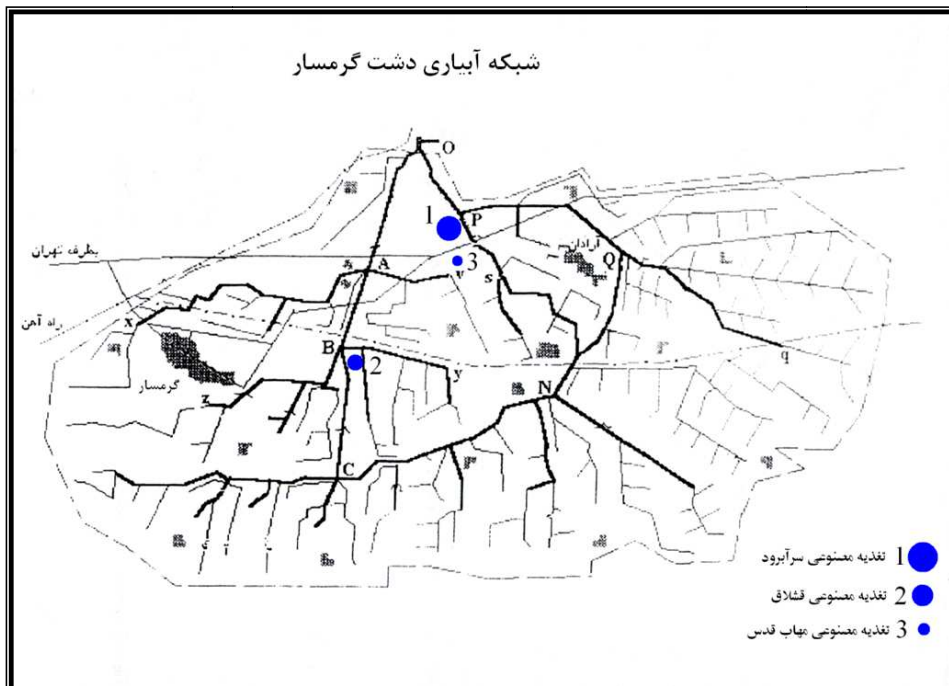 شبکه آبیاری دشت گرمسار
O
P
1
آرادان
بطرف تهران
A
3
v
s
Q
راه آهن
x
B
2
y
q
گرمسار
z
N
C
1 تغذیه مصنوعی سرآبرود
2 تغذیه مصنوعی قشلاق
3 تغذیه مصنوعی مهاب قدس